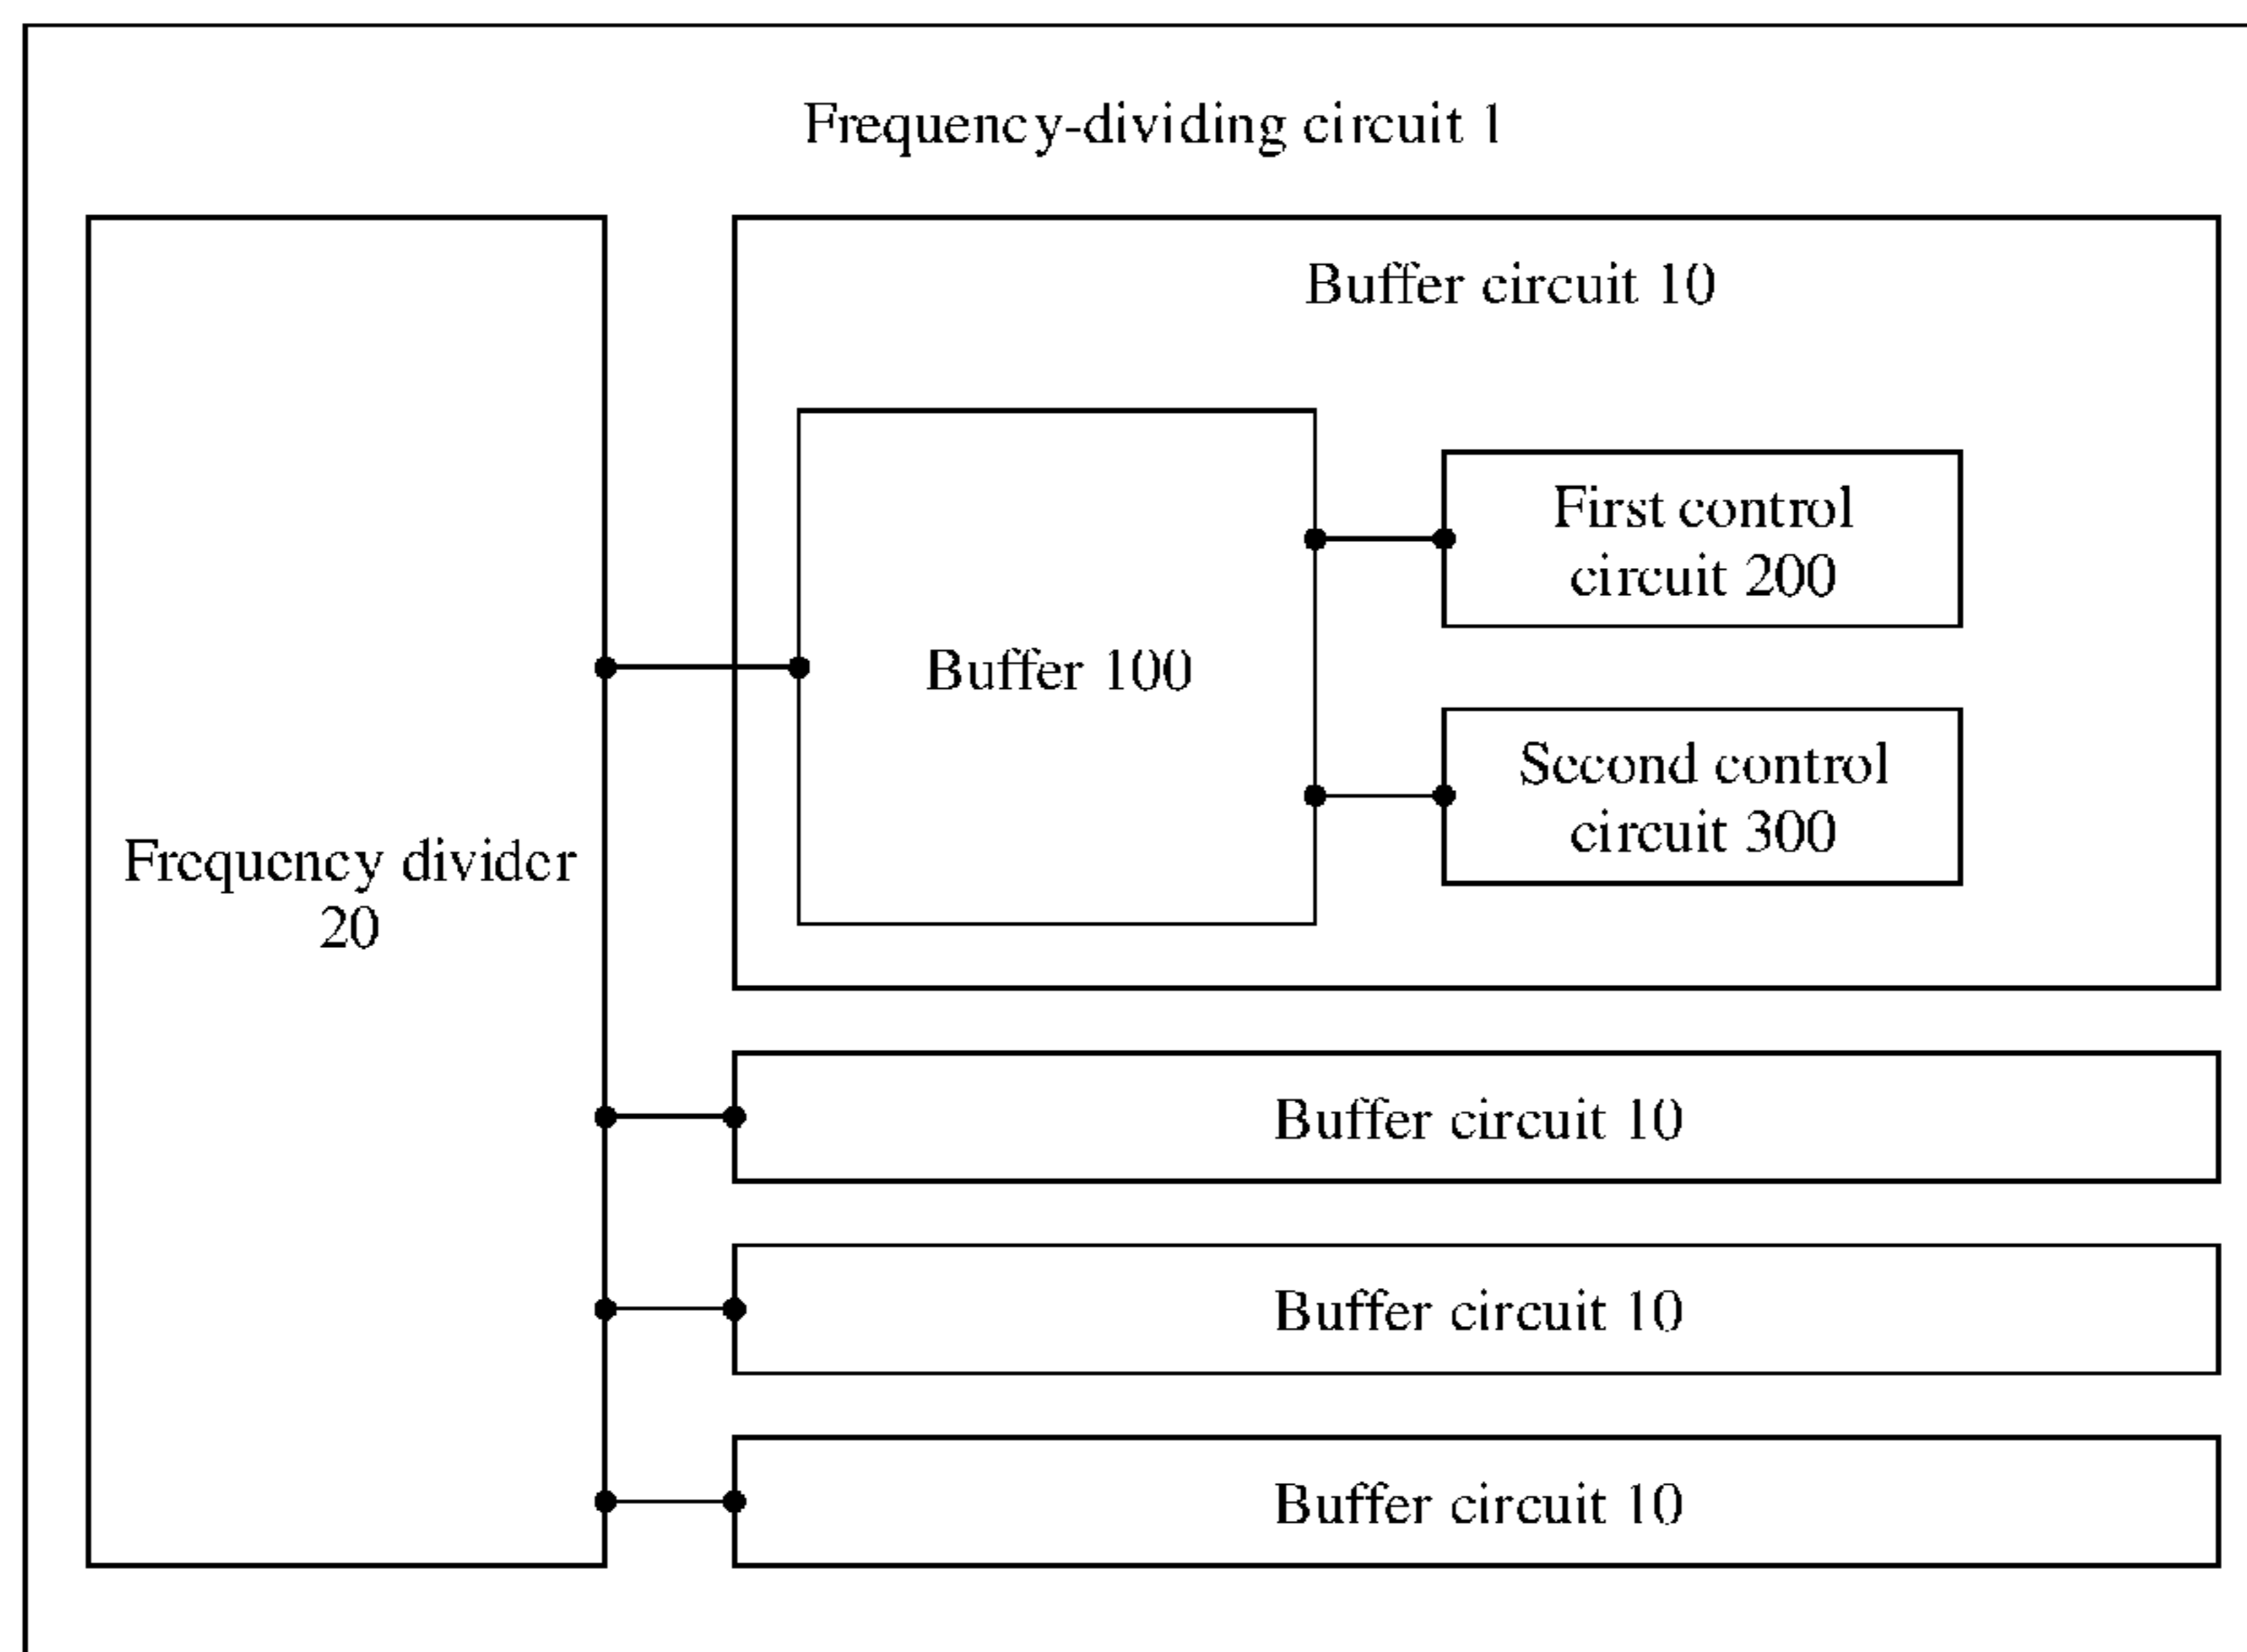 Frequency-dividing circuit 1
Buffer circuit 10
First control
circuit 200
Buffer 100
Second control
circuit 300
Frequency divider
20
Buffer circuit 10
Buffer circuit 10
Buffer circuit 10